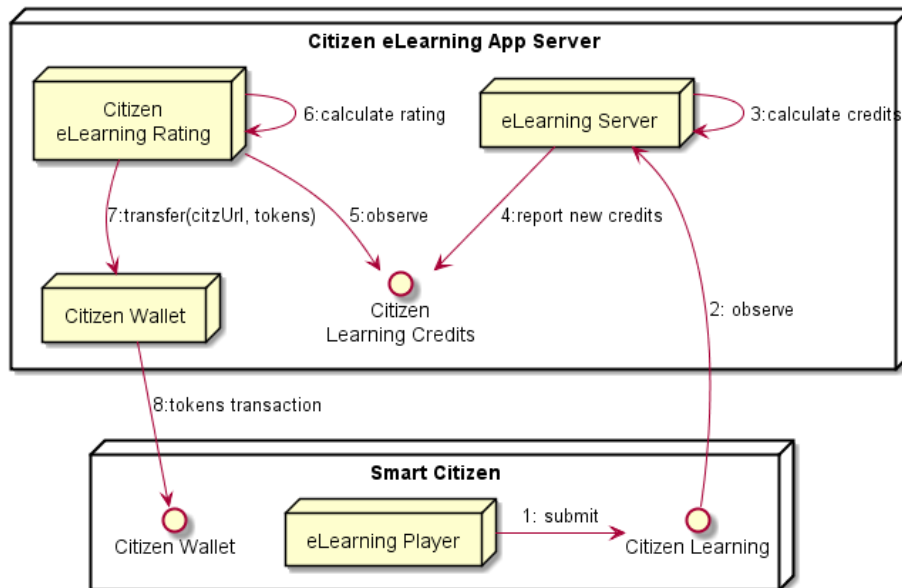 Citizen eLearning App Server
Citizen
eLearning Rating
6:calculate rating
eLearning Server
3:calculate credits
7:transfer(citzUrl, tokens)
5:observe
4:report new credits
Citizen Wallet
Citizen
Learning Credits
2: observe
8:tokens transaction
Smart Citizen
Citizen Wallet
eLearning Player
1: submit
Citizen Learning